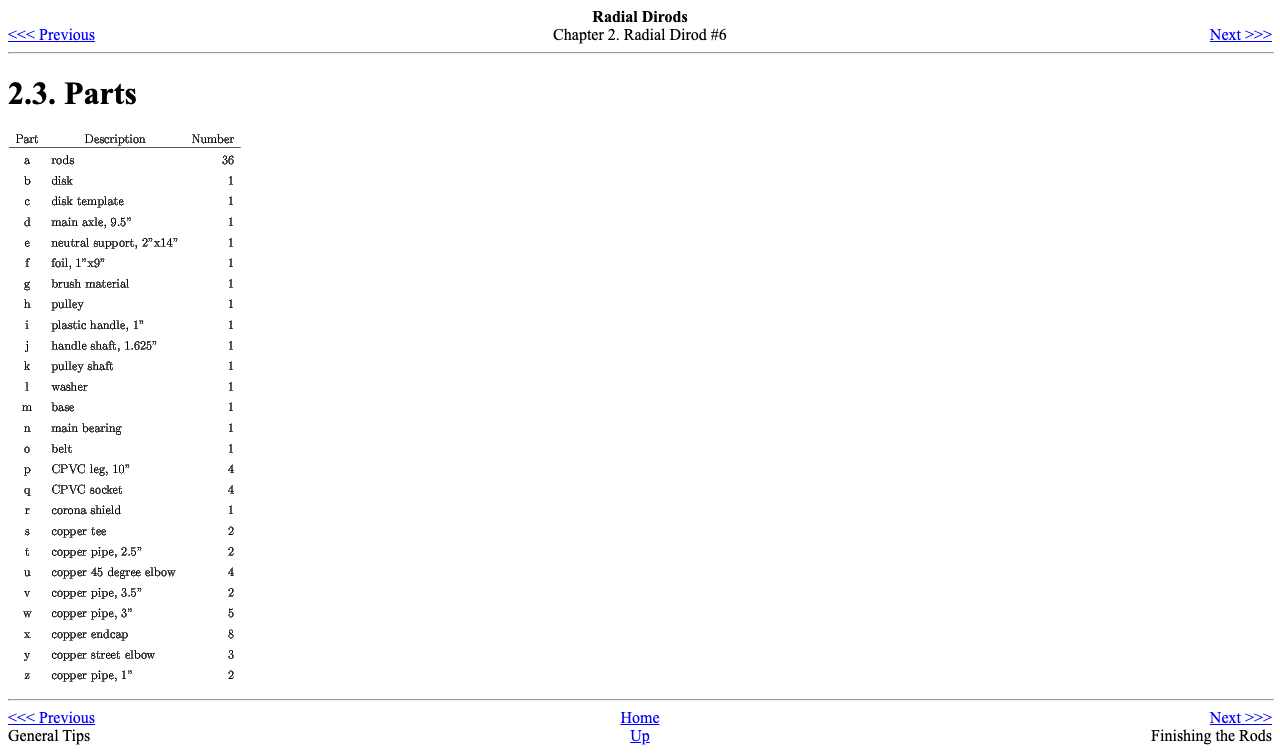 Radial Dirods
<<< Previous Chapter 2. Radial Dirod #6 Next >>>
2.3. Parts
Part Description Number
a rods 36
b disk 1
c disk template 1
d main axle, 9.5” 1
e neutral support, 2”x14” 1
f foil, 1”x9” 1
g brush material 1
h pulley 1
i plastic handle, 1” 1
j handle shaft, 1.625” 1
k pulley shaft 1
l washer 1
m base 1
n main bearing 1
o belt 1
p CPVC leg, 10” 4
q CPVC socket 4
r corona shield 1
s copper tee 2
t copper pipe, 2.5” 2
u copper 45 degree elbow 4
v copper pipe, 3.5” 2
w copper pipe, 3” 5
x copper endcap 8
y copper street elbow 3
z copper pipe, 1” 2
<<< Previous Home Next >>>
General Tips Up Finishing the Rods